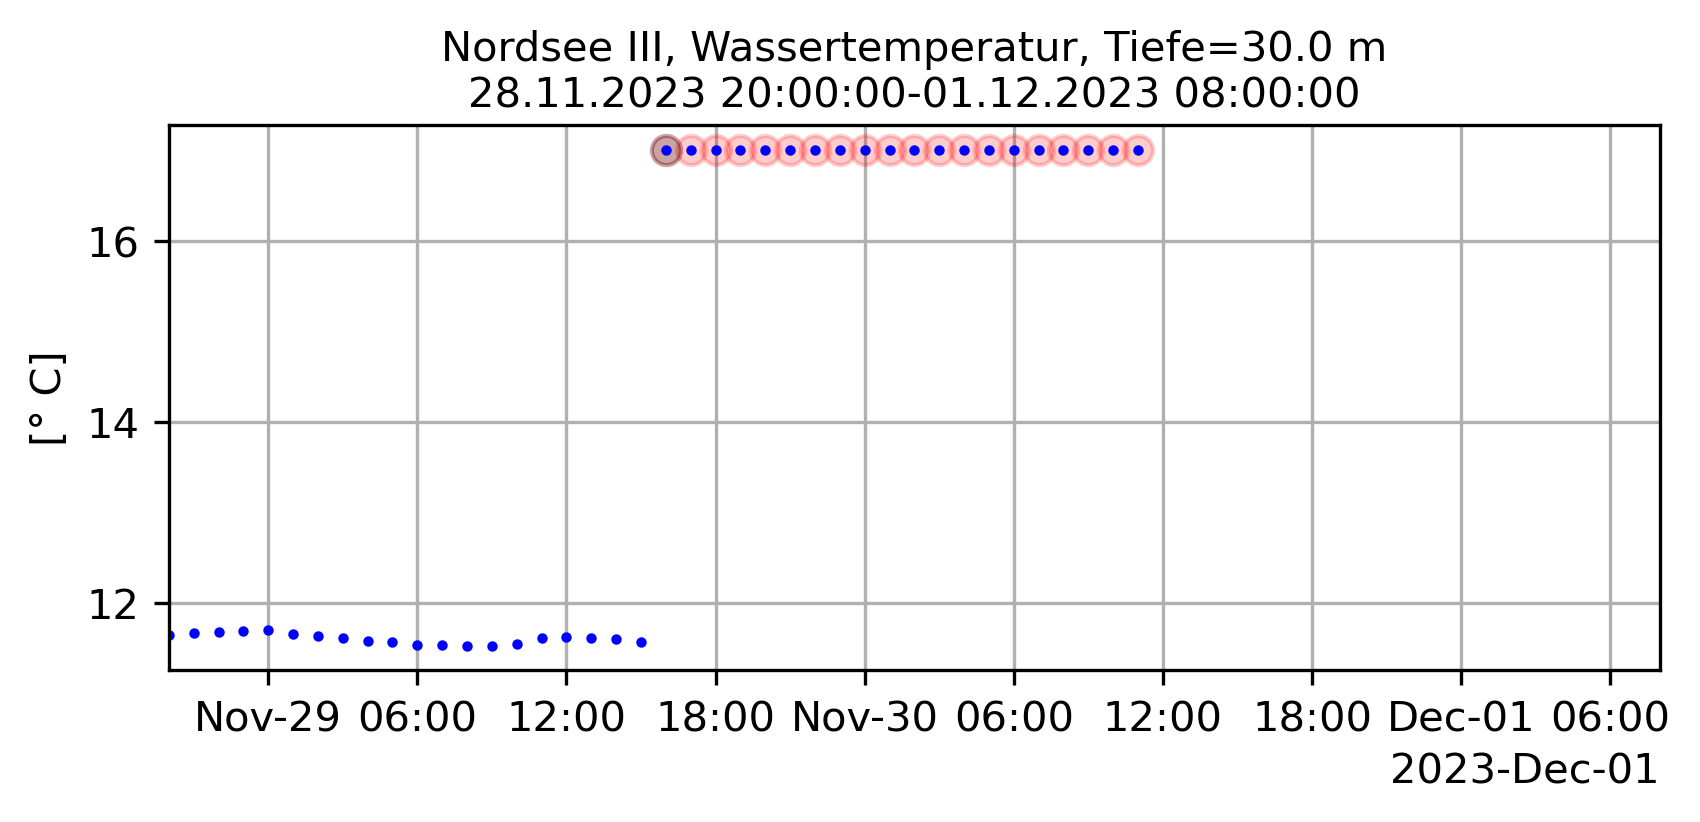 Nordsee III, Wassertemperatur, Tiefe=30.0 m
28.11.2023 20:00:00-01.12.2023 08:00:00
16
14
12
[° C]
Nov-29 06:00 12:00 18:00 Nov-30 06:00 12:00 18:00 Dec-01 06:00
2023-Dec-01